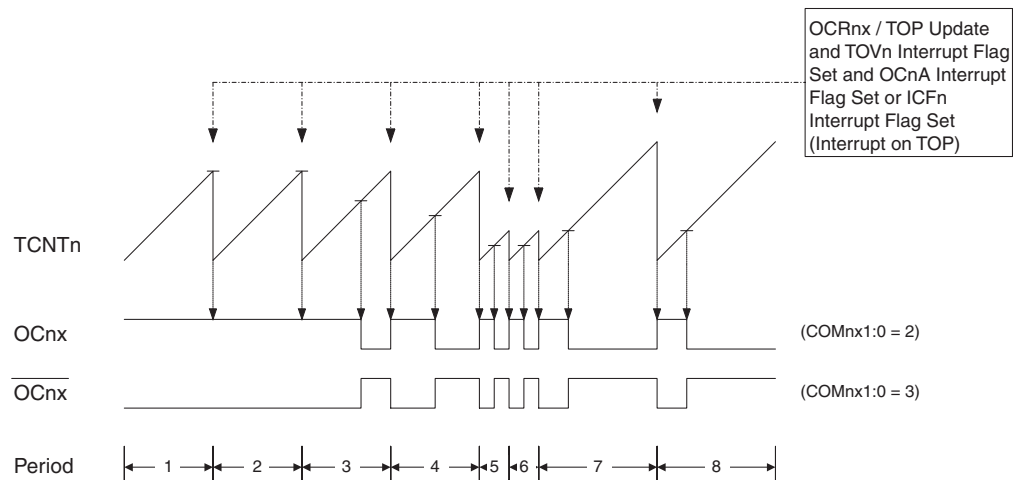 OCRnx / TOP Update
and TOVn Interrupt Flag
Set and OCnA Interrupt
Flag Set or ICFn
Interrupt Flag Set
(Interrupt on TOP)
TCNTn
OCnx (COMnx1:0 = 2)
OCnx (COMnx1:0 = 3)
Period 1 2 3 4 5 6 7 8